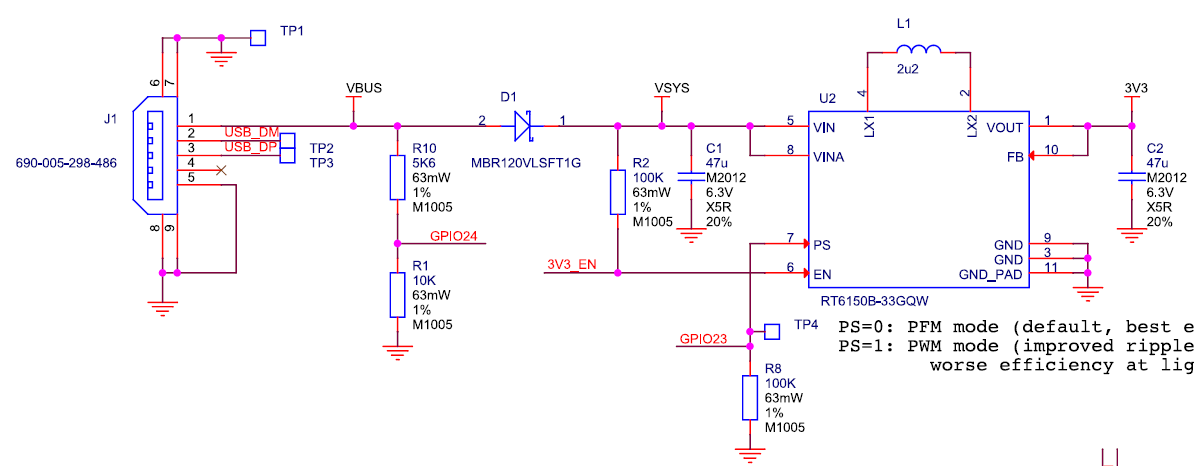 TP1
L1
2u2
6
7
4
2
VBUS
VSYS
3V3
D1
U2
J1
1
2
1
5
VIN
LX1
LX2
VOUT
1
2
USB_DM
TP2
3
USB_DP
TP3
4
5
690-005-298-486
MBR120VLSFT1G
8
VINA
FB
10
R10
5K6
63mW
1%
M1005
R2
100K
63mW
1%
M1005
C1
47u
M2012
6.3V
X5R
20%
C2
47u
M2012
6.3V
X5R
20%
8
9
GPIO24
7
PS
GND
9
GND
3
3V3_EN
6
EN
GND_PAD
11
R1
10K
63mW
1%
M1005
RT6150B-33GQW
TP4
GPIO23
PS=0: PFM mode (default, best e
PS=1: PWM mode (improved ripple
worse efficiency at lig
R8
100K
63mW
1%
M1005